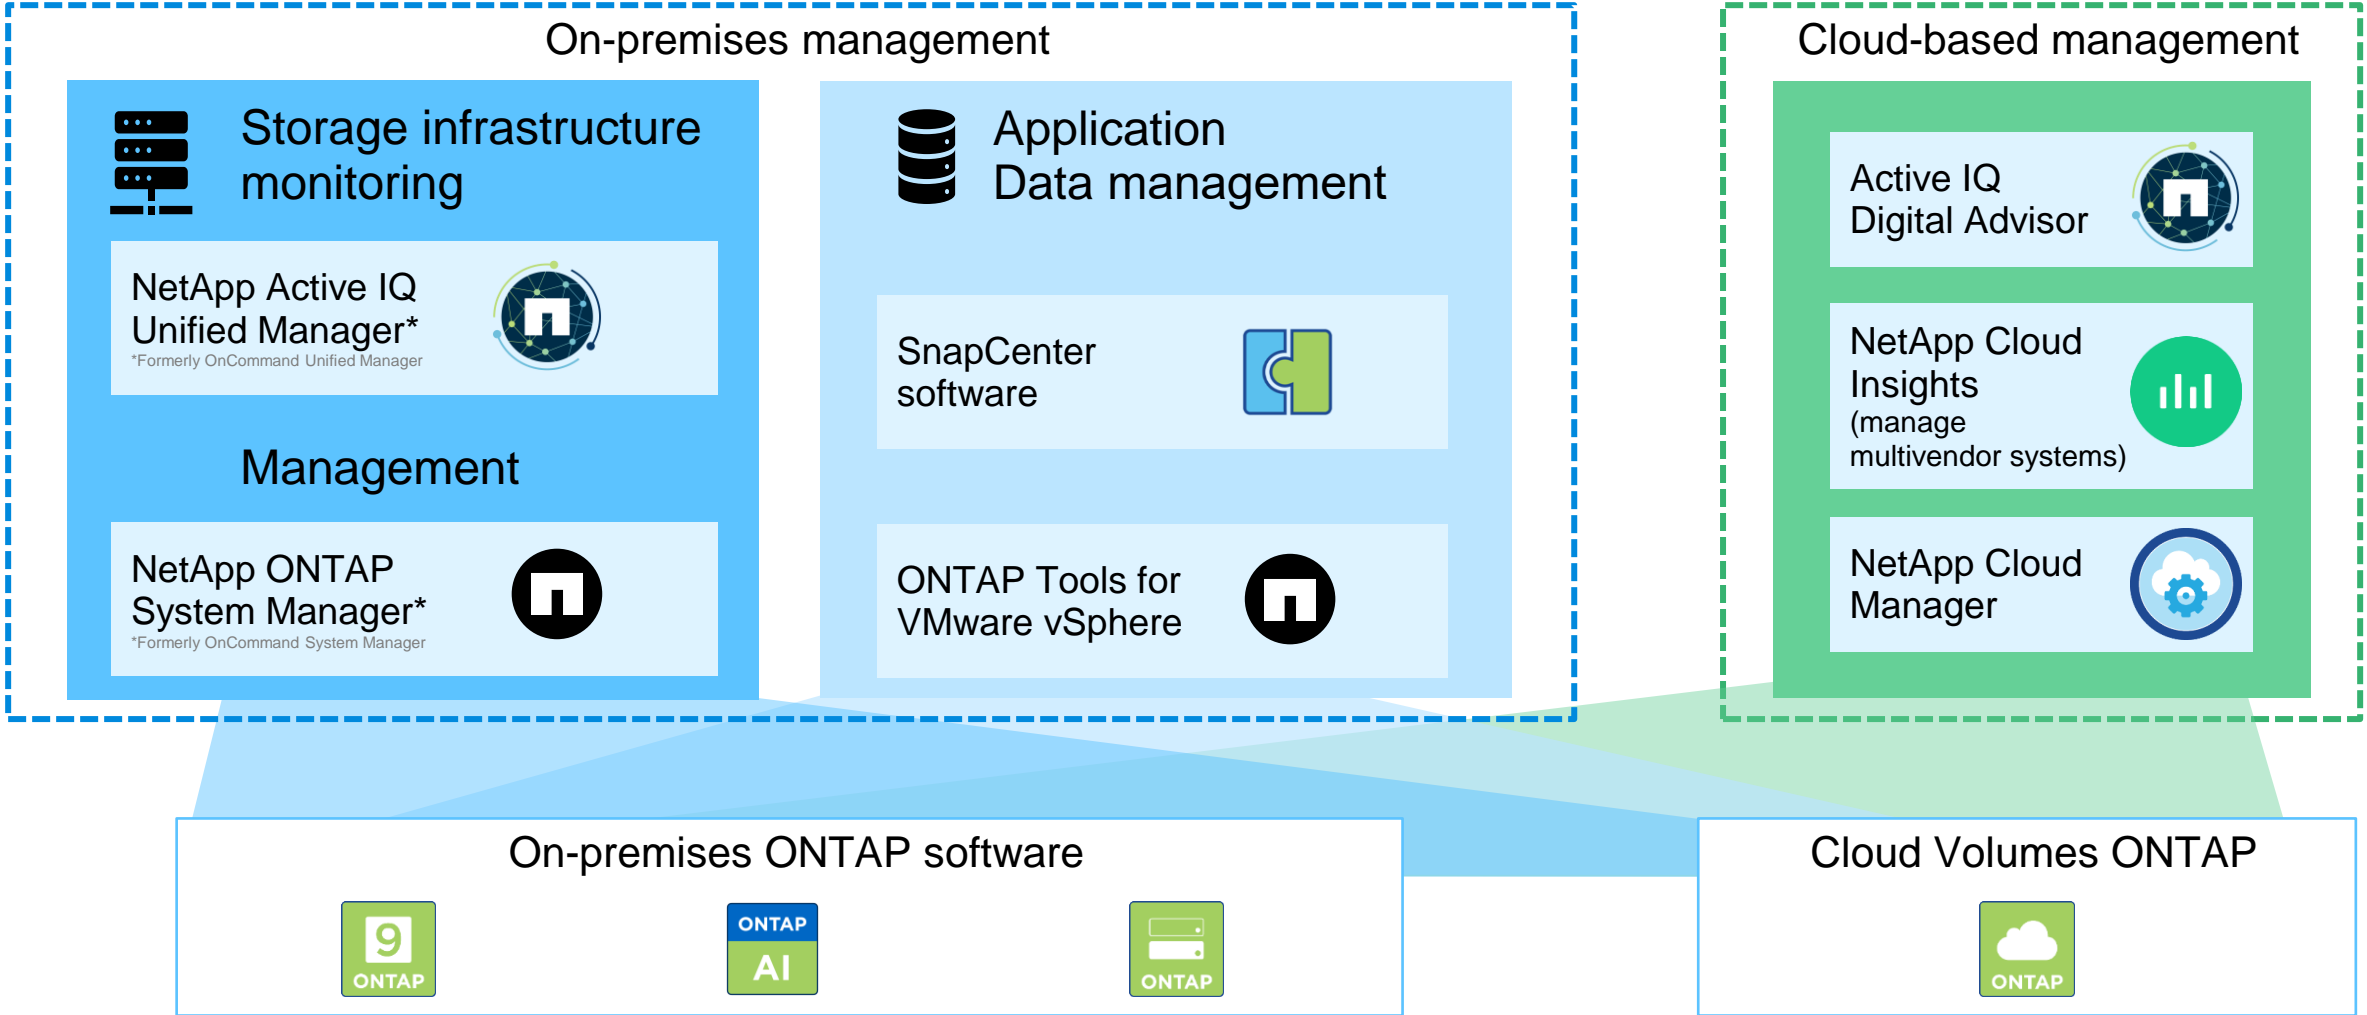 On-premises management
Storage infrastructure
monitoring
NetApp Active IQ
Unified Manager*
*Formerly OnCommand Unified Manager
Management
NetApp ONTAP
System Manager*
*Formerly OnCommand System Manager
Application
Data management
SnapCenter
software
ONTAP Tools for
VMware vSphere
Cloud-based management
Active IQ
Digital Advisor
NetApp Cloud
Insights
(manage
multivendor systems)
NetApp Cloud
Manager
On-premises ONTAP software
9
ONTAP
ONTAP
AI
ONTAP
Cloud Volumes ONTAP
ONTAP